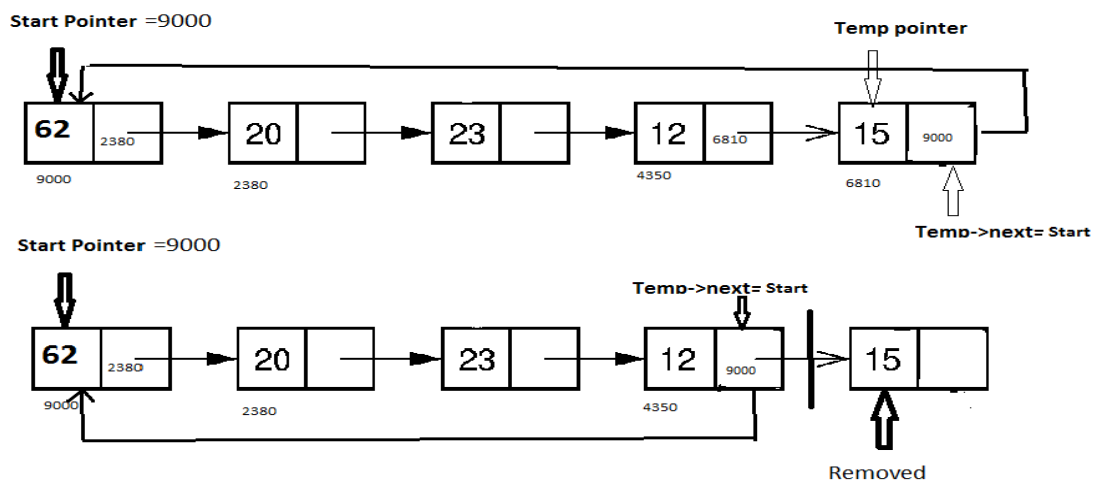 Start Pointer =9000
Temp pointer
62 2380 20 23 12 6810 15 9000
9000 2380 4350 6810
Temp->next= Start
Start Pointer =9000
Temp->next= Start
62 2380 20 23 12 9000 15
9000 2380 4350
Removed